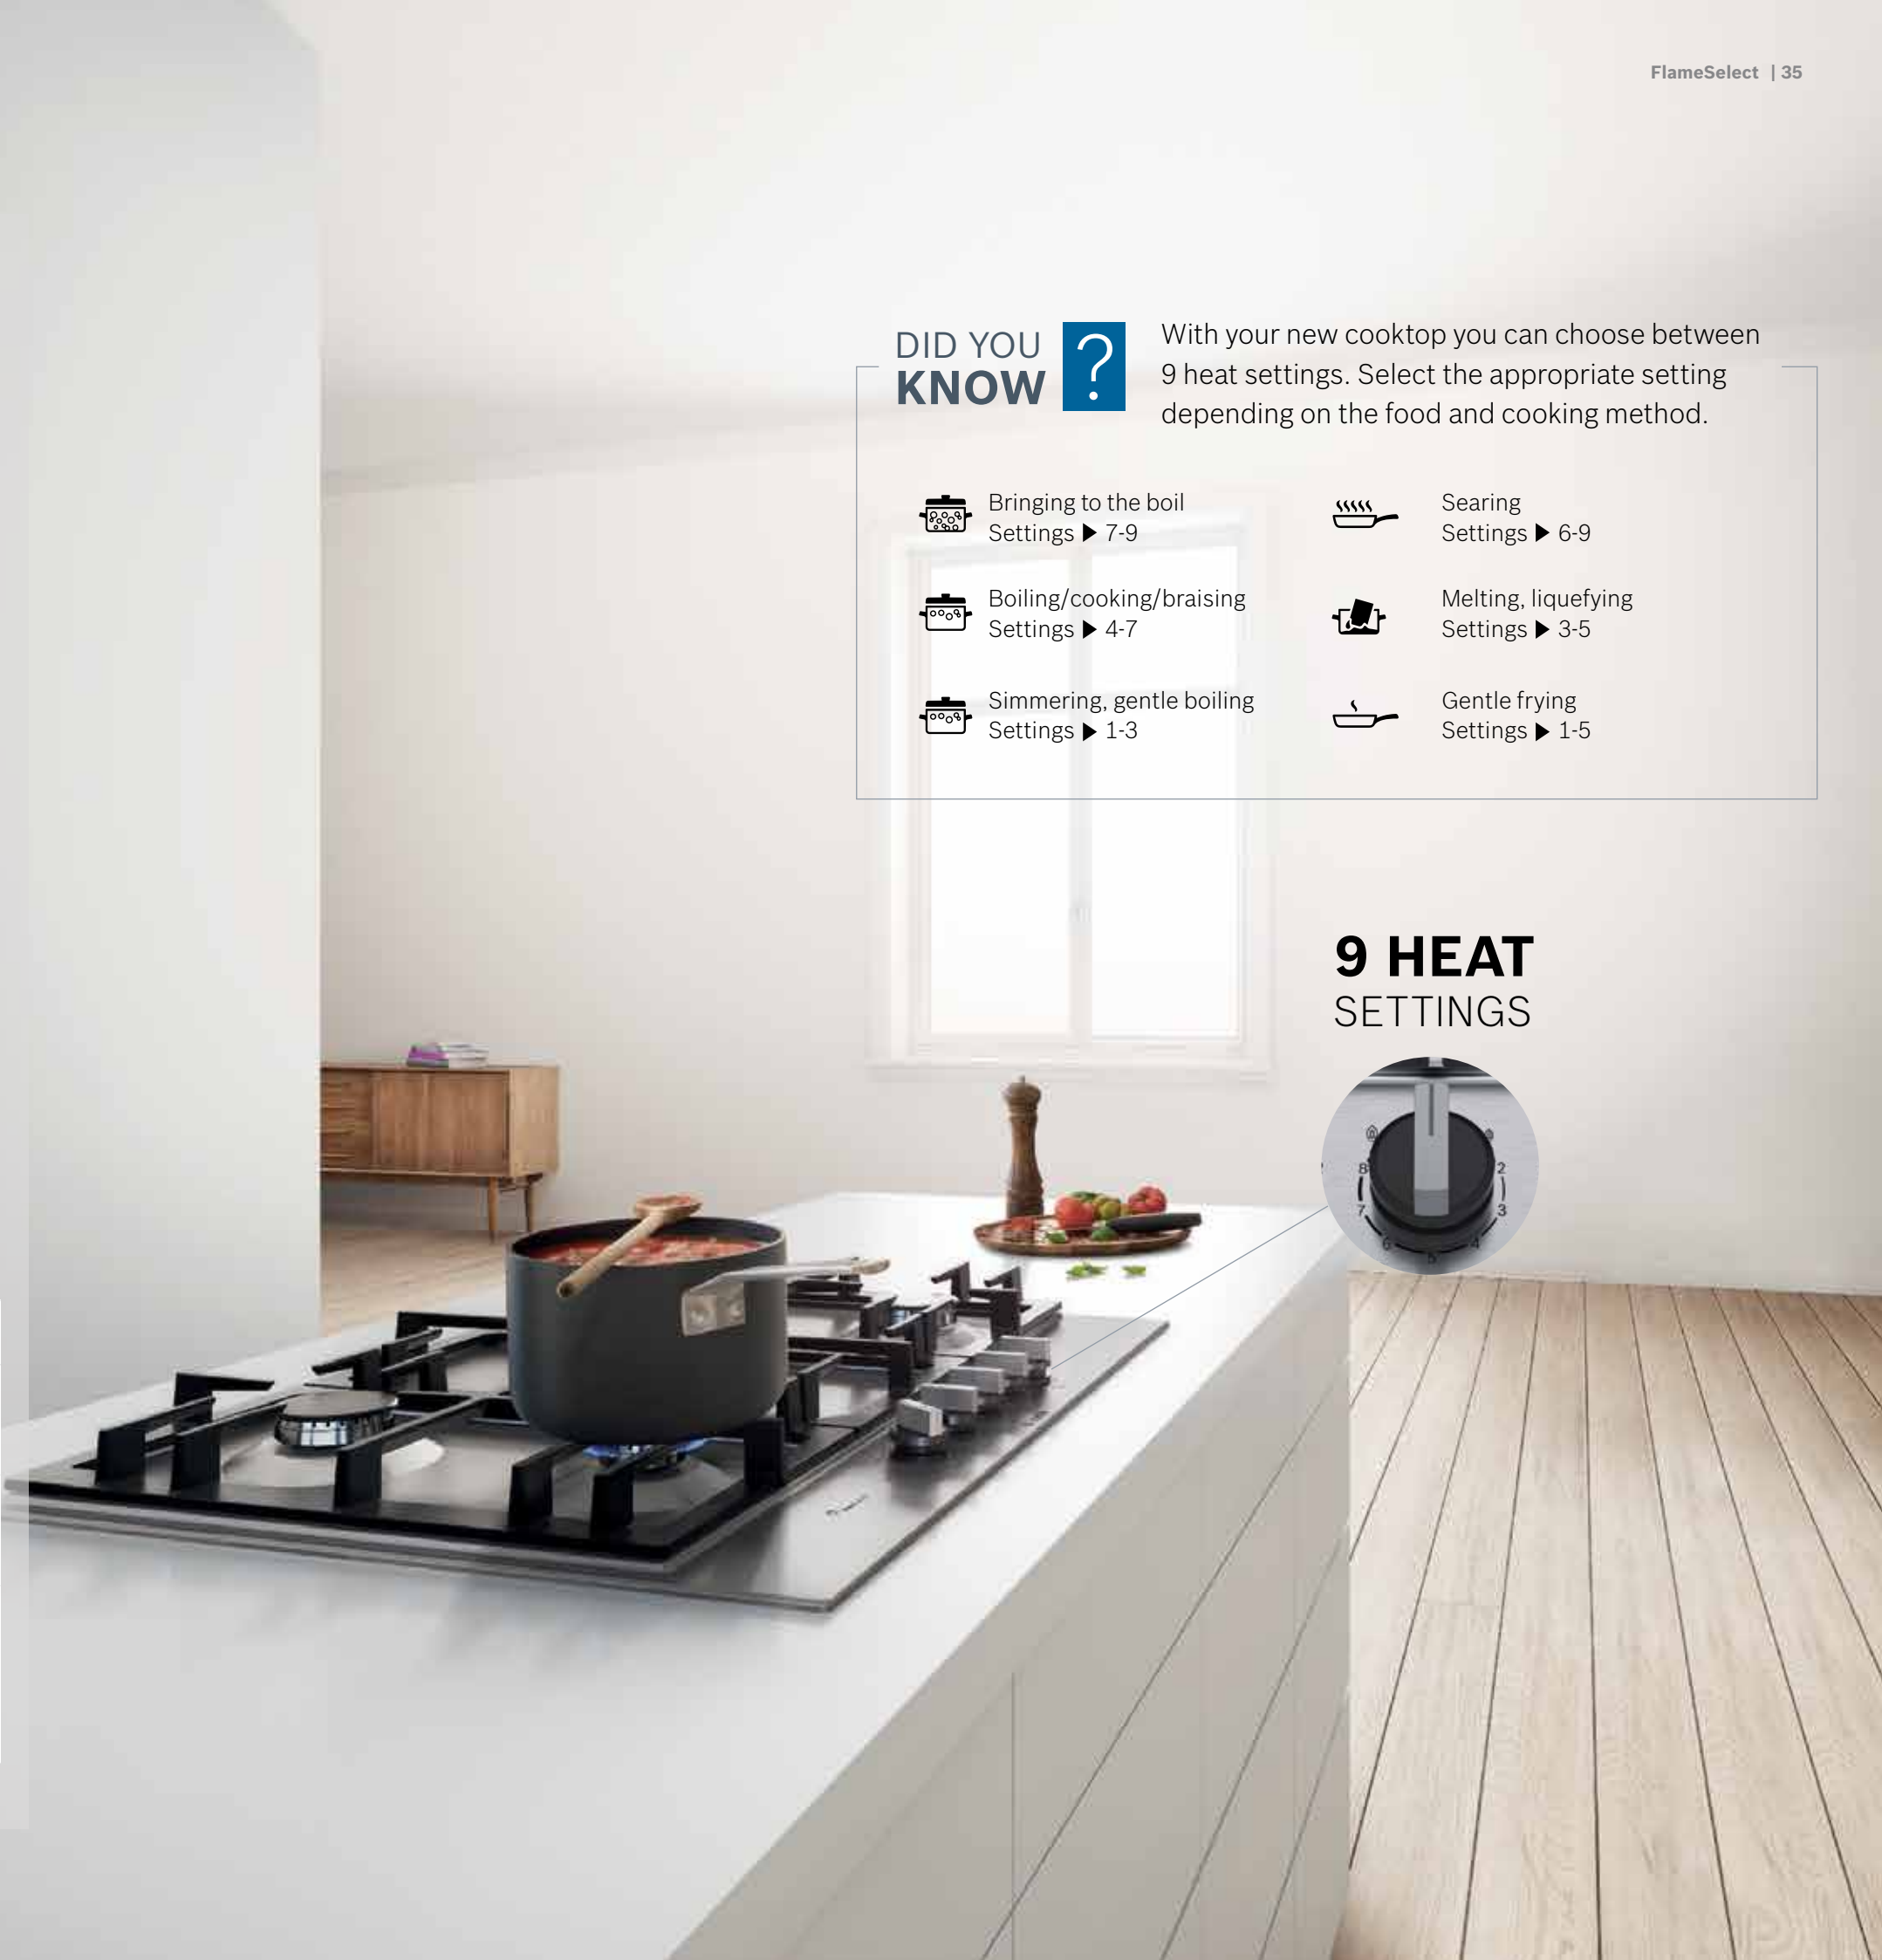 FlameSelect | 35
DID YOU
KNOW
?
With your new cooktop you can choose between
9 heat settings. Select the appropriate setting
depending on the food and cooking method.
Bringing to the boil
Settings ▶ 7-9
Searing
Settings ▶ 6-9
Boiling/cooking/braising
Settings ▶ 4-7
Melting, liquefying
Settings ▶ 3-5
Simmering, gentle boiling
Settings ▶ 1-3
Gentle frying
Settings ▶ 1-5
9 HEAT
SETTINGS
8 2
7 3
6 5 4